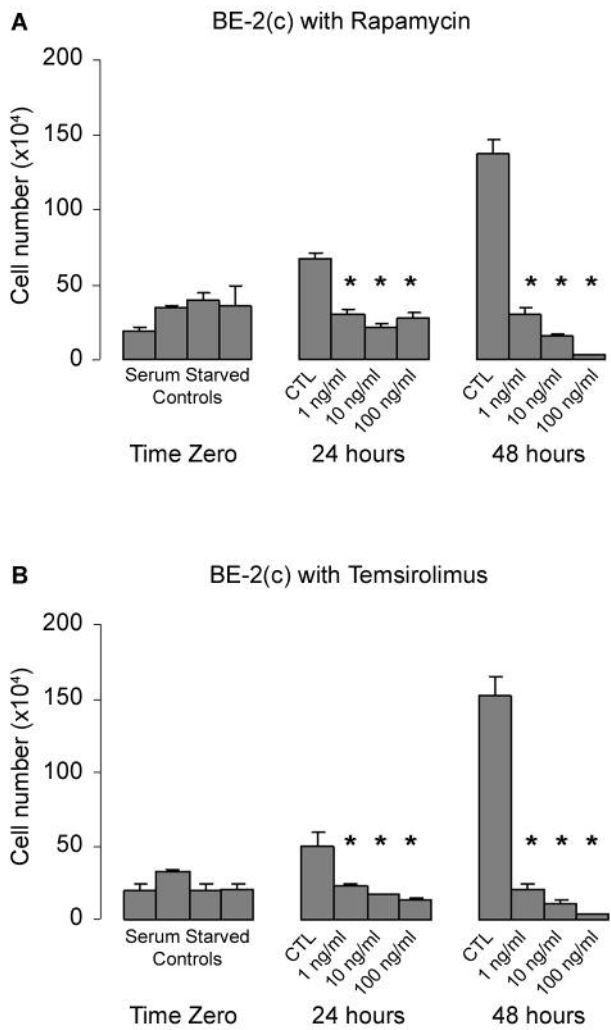 A
BE-2(c) with Rapamycin
Cell number (x10⁴)
200
150
100
50
0
* * *
* * *
Serum Starved
Controls
CTL
1 ng/ml
10 ng/ml
100 ng/ml
CTL
1 ng/ml
10 ng/ml
100 ng/ml
Time Zero
24 hours
48 hours
B
BE-2(c) with Temsirolimus
Cell number (x10⁴)
200
150
100
50
0
* * *
* * *
Serum Starved
Controls
CTL
1 ng/ml
10 ng/ml
100 ng/ml
CTL
1 ng/ml
10 ng/ml
100 ng/ml
Time Zero
24 hours
48 hours